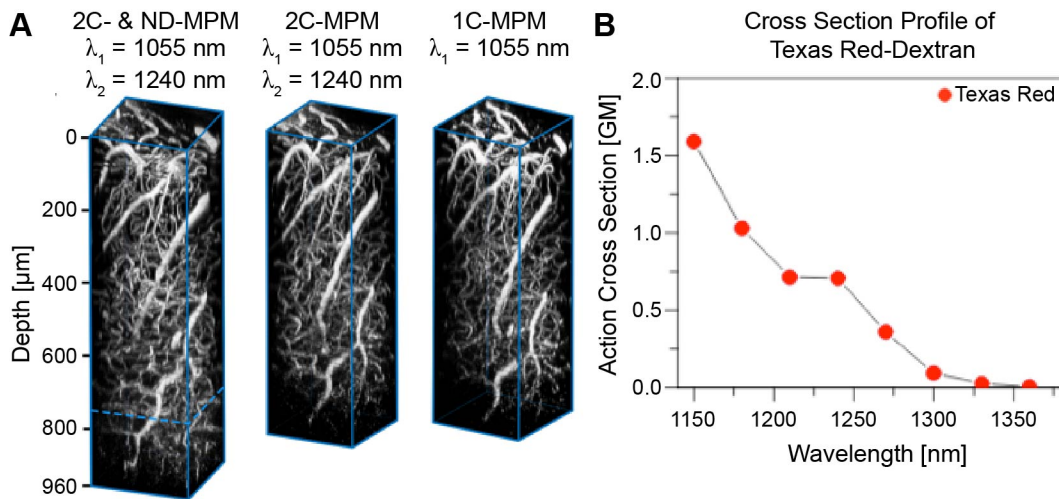 A
2C- & ND-MPM
λ₁ = 1055 nm
λ₂ = 1240 nm
2C-MPM
λ₁ = 1055 nm
λ₂ = 1240 nm
1C-MPM
λ₁ = 1055 nm
Depth [µm]
0
200
400
600
800
960
B
Cross Section Profile of
Texas Red-Dextran
Texas Red
Action Cross Section [GM]
2.0
1.5
1.0
0.5
0.0
1150 1200 1250 1300 1350
Wavelength [nm]